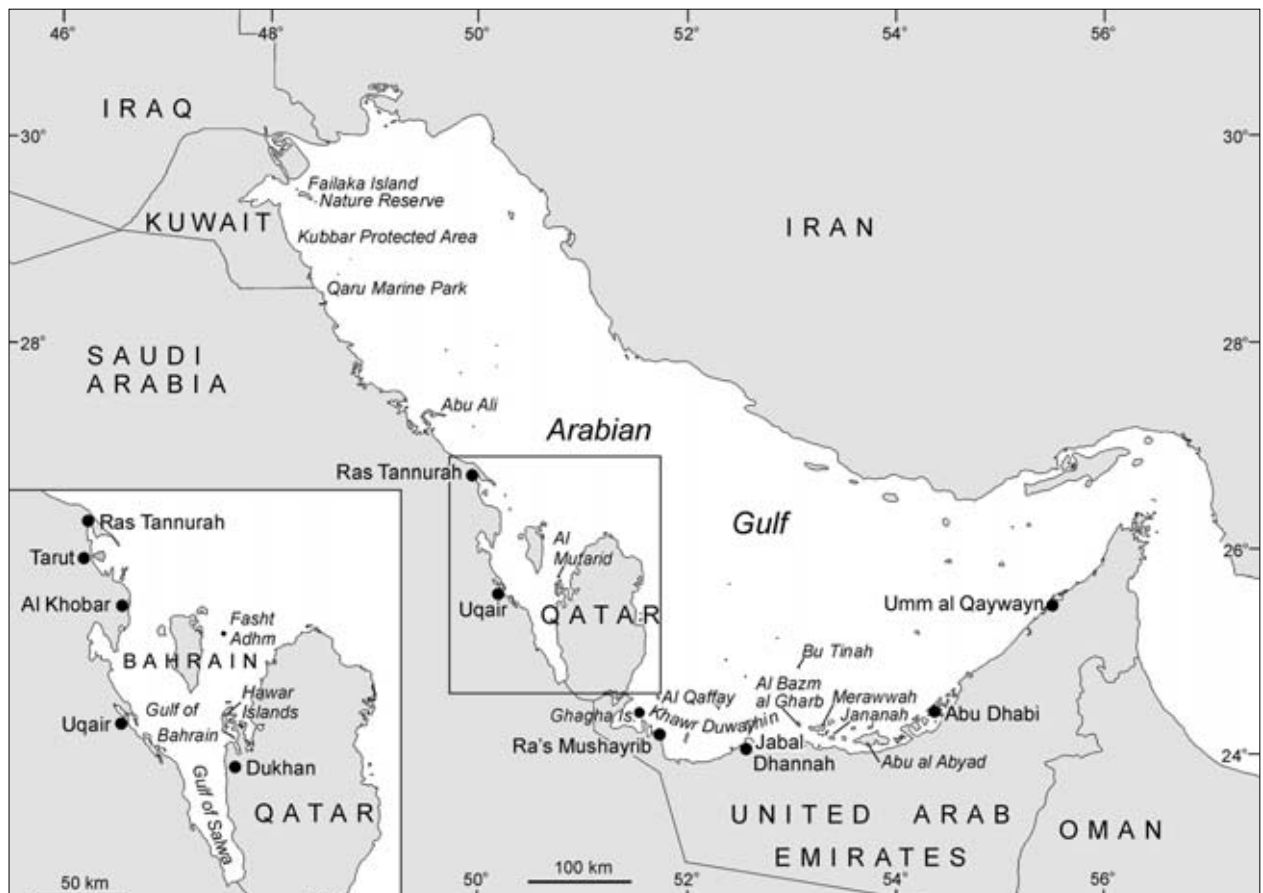 46°
48°
50°
52°
54°
56°
IRAQ
30°
30°
Failaka Island
Nature Reserve
KUWAIT
Kubbar Protected Area
IRAN
Qaru Marine Park
28°
28°
SAUDI
ARABIA
Abu Ali
Arabian
Ras Tannurah
Gulf
Al
Mutarid
26°
Uqair
QATAR
Umm al Qaywayn
Bu Tinah
Al Qaffay
Al Bazm
al Gharb
Merawwah
Jananah
Ghagha Is.
Khawr Duwayhin
Abu Dhabi
Ra's Mushayrib
Jabal
Dhannah
Abu al Abyad
24°
UNITED ARAB
EMIRATES
OMAN
50°
100 km
52°
54°
56°
Ras Tannurah
Tarut
Al Khobar
Fasht
Adhm
BAHRAIN
Hawar
Islands
Gulf of
Bahrain
Uqair
Dukhan
Gulf of Salwa
QATAR
50 km